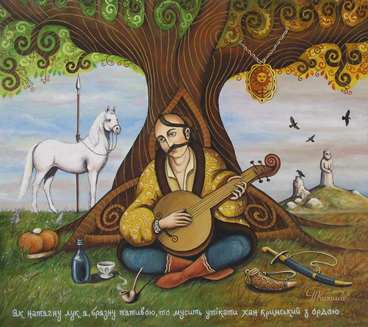 Як натягну лук я, брязну тятивою, то мусить утікати хан кримський з ордою.